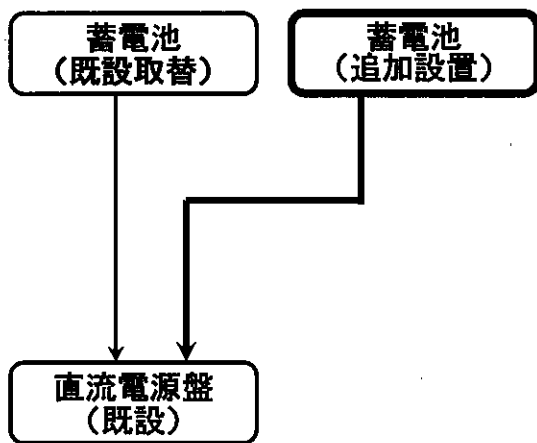 蓄電池
（既設取替）
蓄電池
（追加設置）
直流電源盤
（既設）